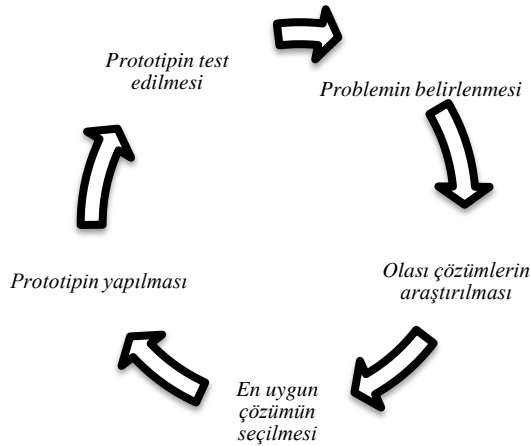 Prototipin test
edilmesi
Problemin belirlenmesi
Olası çözümlerin
araştırılması
En uygun
çözümün
seçilmesi
Prototipin yapılması